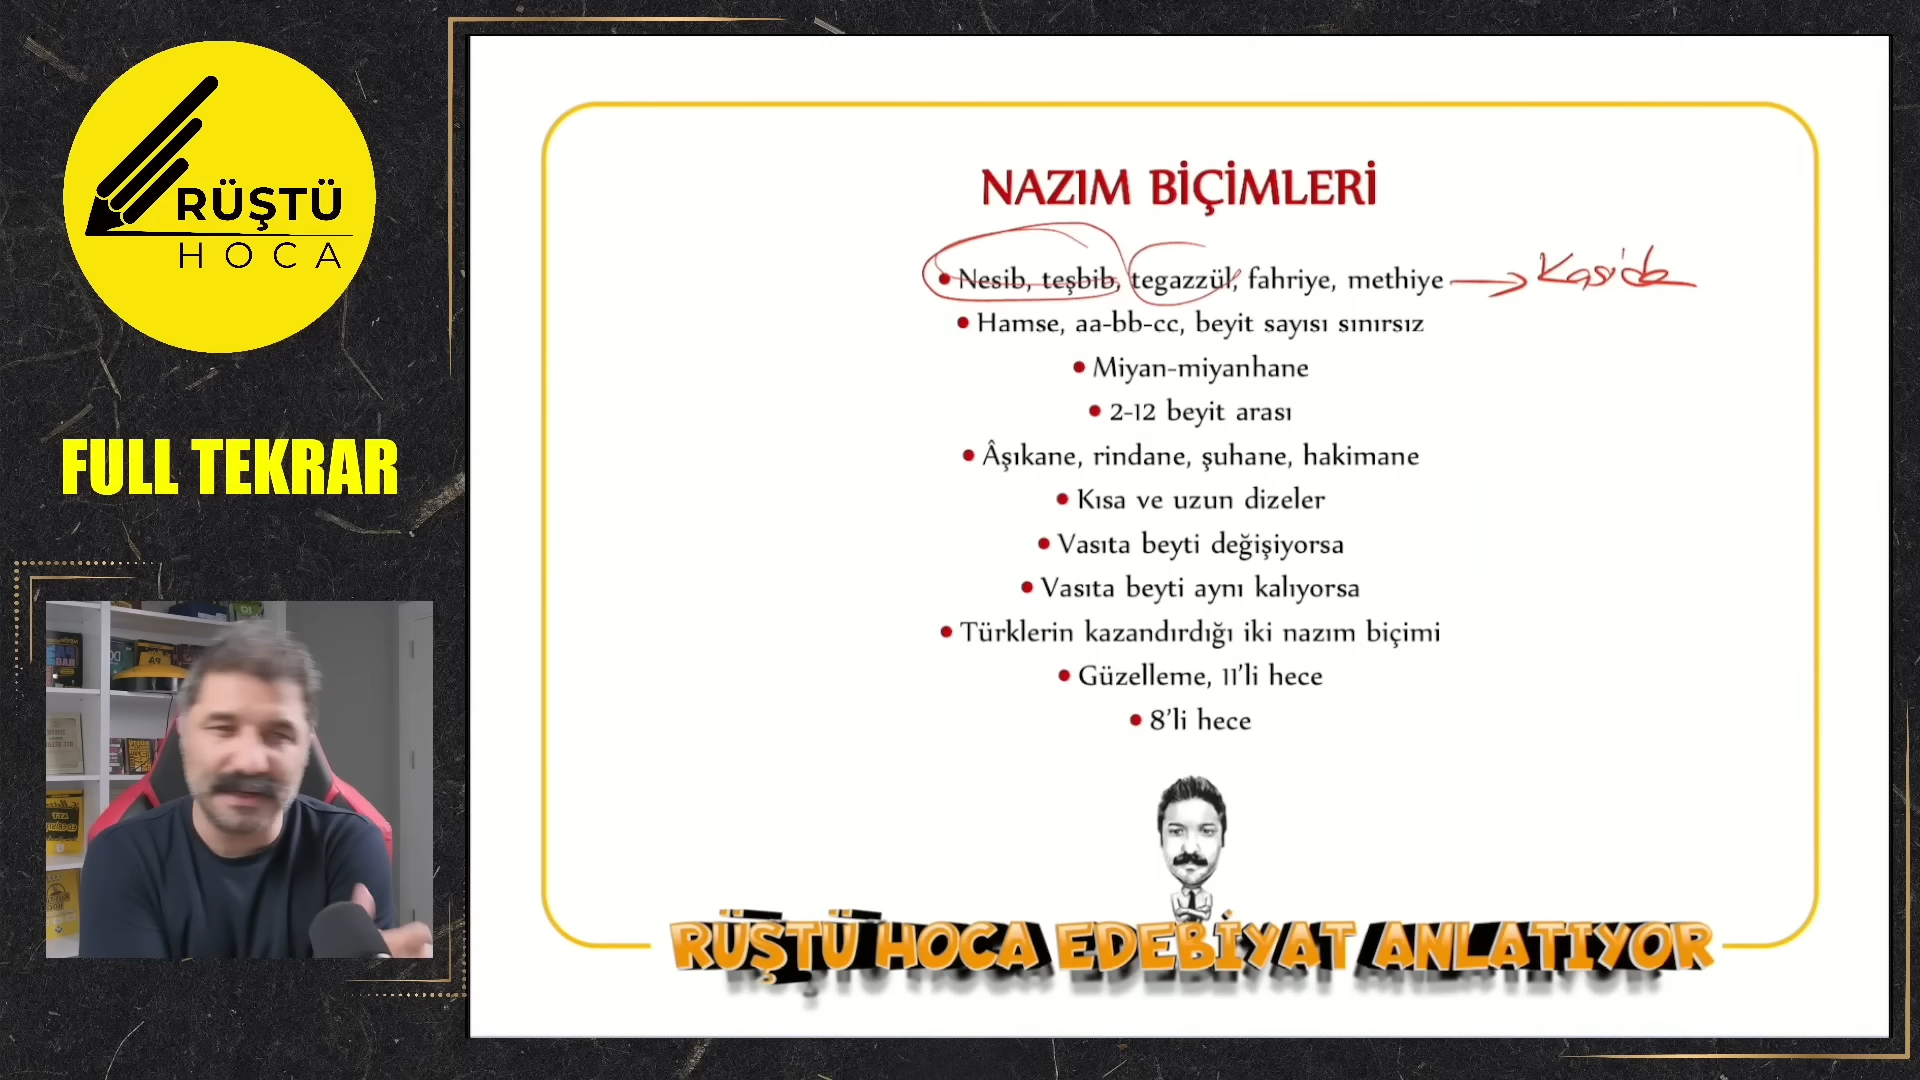 RÜŞTÜ
HOCA
FULL TEKRAR
NAZIM BİÇİMLERİ
• Nesib, teşbib, tegazzül, fahriye, methiye → Kaside
• Hamse, aa-bb-cc, beyit sayısı sınırsız
• Miyan-miyanhane
• 2-12 beyit arası
• Âşıkane, rindane, şuhane, hakimane
• Kısa ve uzun dizeler
• Vasıta beyti değişiyorsa
• Vasıta beyti aynı kalıyorsa
• Türklerin kazandırdığı iki nazım biçimi
• Güzelleme, 11'li hece
• 8'li hece
RÜŞTÜ HOCA EDEBİYAT ANLATIYOR